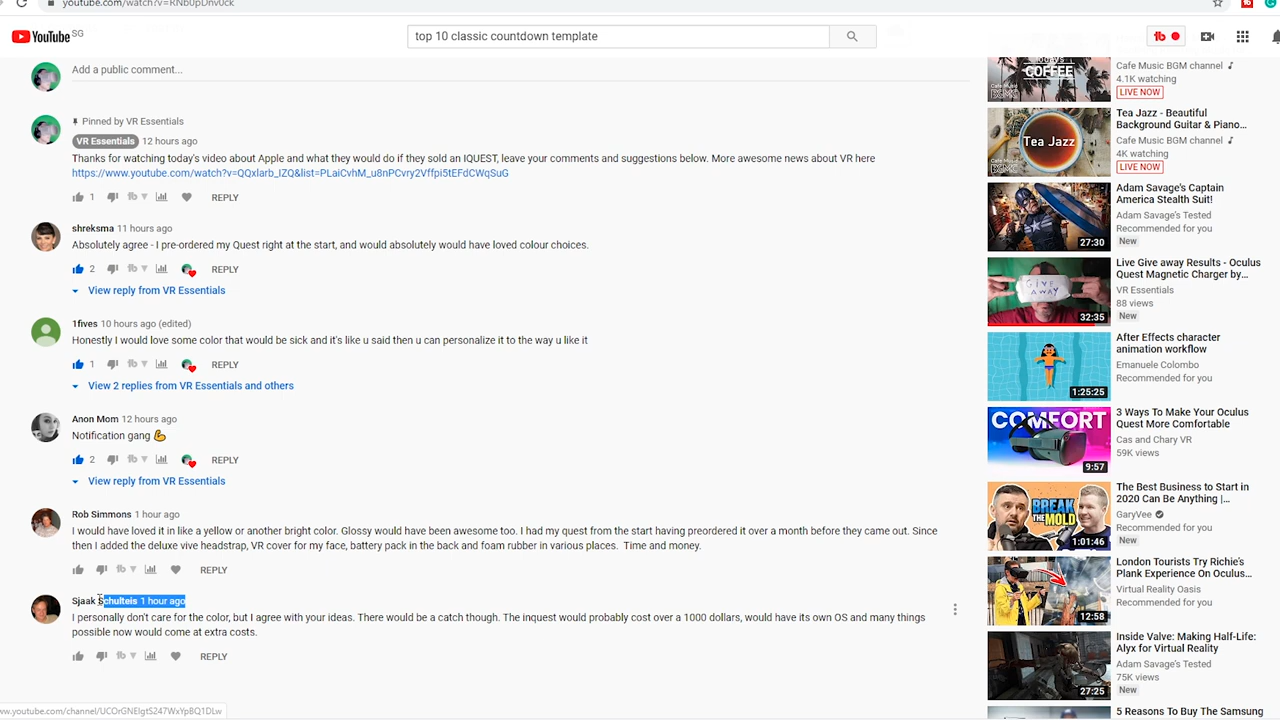 youtube.com/watch?v=RNbUpDnv0ck
YouTube SG
top 10 classic countdown template
Add a public comment...
Pinned by VR Essentials
VR Essentials 12 hours ago
Thanks for watching today's video about Apple and what they would do if they sold an IQUEST, leave your comments and suggestions below. More awesome news about VR here
https://www.youtube.com/watch?v=QQxIarb_IZQ&list=PLaiCvhM_u8nPCvry2Vffpi5tEFdCWqSuG
1 REPLY
shreksma 11 hours ago
Absolutely agree - I pre-ordered my Quest right at the start, and would absolutely would have loved colour choices.
2 REPLY
View reply from VR Essentials
1fives 10 hours ago (edited)
Honestly I would love some color that would be sick and it's like u said then u can personalize it to the way u like it
1 REPLY
View 2 replies from VR Essentials and others
Anon Mom 12 hours ago
Notification gang 💪
2 REPLY
View reply from VR Essentials
Rob Simmons 1 hour ago
I would have loved it in like a yellow or another bright color. Glossy would have been awesome too. I had my quest from the start having preordered it over a month before they came out. Since
then I added the deluxe vive headstrap, VR cover for my face, battery pack in the back and foam rubber in various places. Time and money.
REPLY
Sjaak Schulteis 1 hour ago
I personally don't care for the color, but I agree with your ideas. There would be a catch though. The inquest would probably cost over a 1000 dollars, would have its own OS and many things
possible now would come at extra costs.
REPLY
ww.youtube.com/channel/UCOrGNEIgtS247WxYpBQ1DLw
COFFEE
Cafe Music BGM channel
4.1K watching
LIVE NOW
Tea Jazz
Tea Jazz - Beautiful
Background Guitar & Piano...
Cafe Music BGM channel
4K watching
LIVE NOW
27:30
Adam Savage's Captain
America Stealth Suit!
Adam Savage's Tested
Recommended for you
New
GIVE
AWAY
32:35
Live Give away Results - Oculus
Quest Magnetic Charger by...
VR Essentials
88 views
New
1:25:25
After Effects character
animation workflow
Emanuele Colombo
Recommended for you
COMFORT
9:57
3 Ways To Make Your Oculus
Quest More Comfortable
Cas and Chary VR
59K views
BREAK
THE MOLD
1:01:46
The Best Business to Start in
2020 Can Be Anything |...
GaryVee
Recommended for you
New
12:58
London Tourists Try Richie's
Plank Experience On Oculus...
Virtual Reality Oasis
Recommended for you
27:25
Inside Valve: Making Half-Life:
Alyx for Virtual Reality
Adam Savage's Tested
75K views
New
5 Reasons To Buy The Samsung